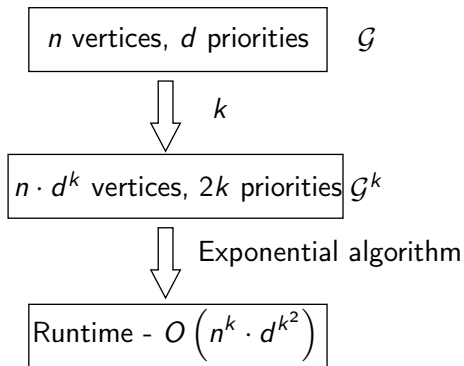 n vertices, d priorities 𝒢
k
n · d^k vertices, 2k priorities 𝒢^k
Exponential algorithm
Runtime - O (n^k · d^{k^2})